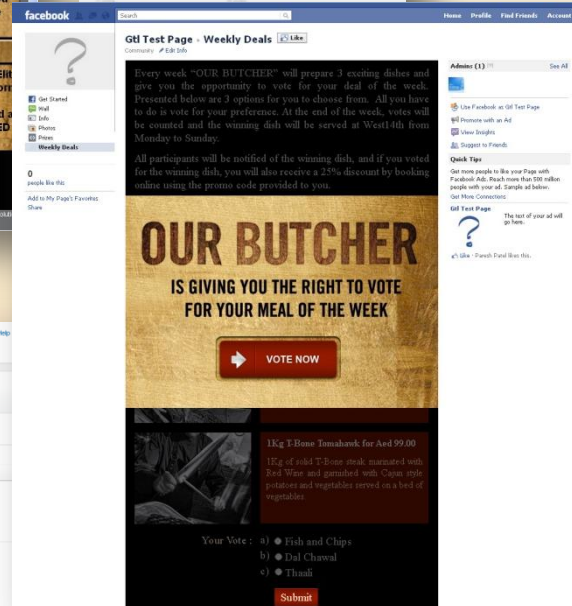 facebook
Search
Home Profile Find Friends Account
Gtl Test Page › Weekly Deals Like
Community Edit Info
Get Started
Wall
Info
Photos
Prizes
Weekly Deals
0
people like this
Add to My Page's Favorites
Share
Every week “OUR BUTCHER” will prepare 3 exciting dishes and
give you the opportunity to vote for your deal of the week.
Presented below are 3 options for you to choose from. All you have
to do is vote for your preference. At the end of the week, votes will
be counted and the winning dish will be served at West14th from
Monday to Sunday.
All participants will be notified of the winning dish, and if you voted
for the winning dish, you will also receive a 25% discount by booking
online using the promo code provided to you.
OUR BUTCHER
IS GIVING YOU THE RIGHT TO VOTE
FOR YOUR MEAL OF THE WEEK
VOTE NOW
1Kg T-Bone Tomahawk for Aed 99.00
1Kg of solid T-Bone steak marinated with
Red Wine and garnished with Cajun style
potatoes and vegetables served on a bed of
vegetables
Your Vote : a) Fish and Chips
b) Dal Chawal
c) Thaali
Submit
Admins (1) See All
Use Facebook as Gtl Test Page
Promote with an Ad
View Insights
Suggest to Friends
Quick Tips
Get more people to like your Page with
Facebook Ads. Reach more than 500 million
people with your ad. Sample ad below.
Get More Connections
Gtl Test Page
The text of your ad will
go here.
Like · Paresh Patel likes this.